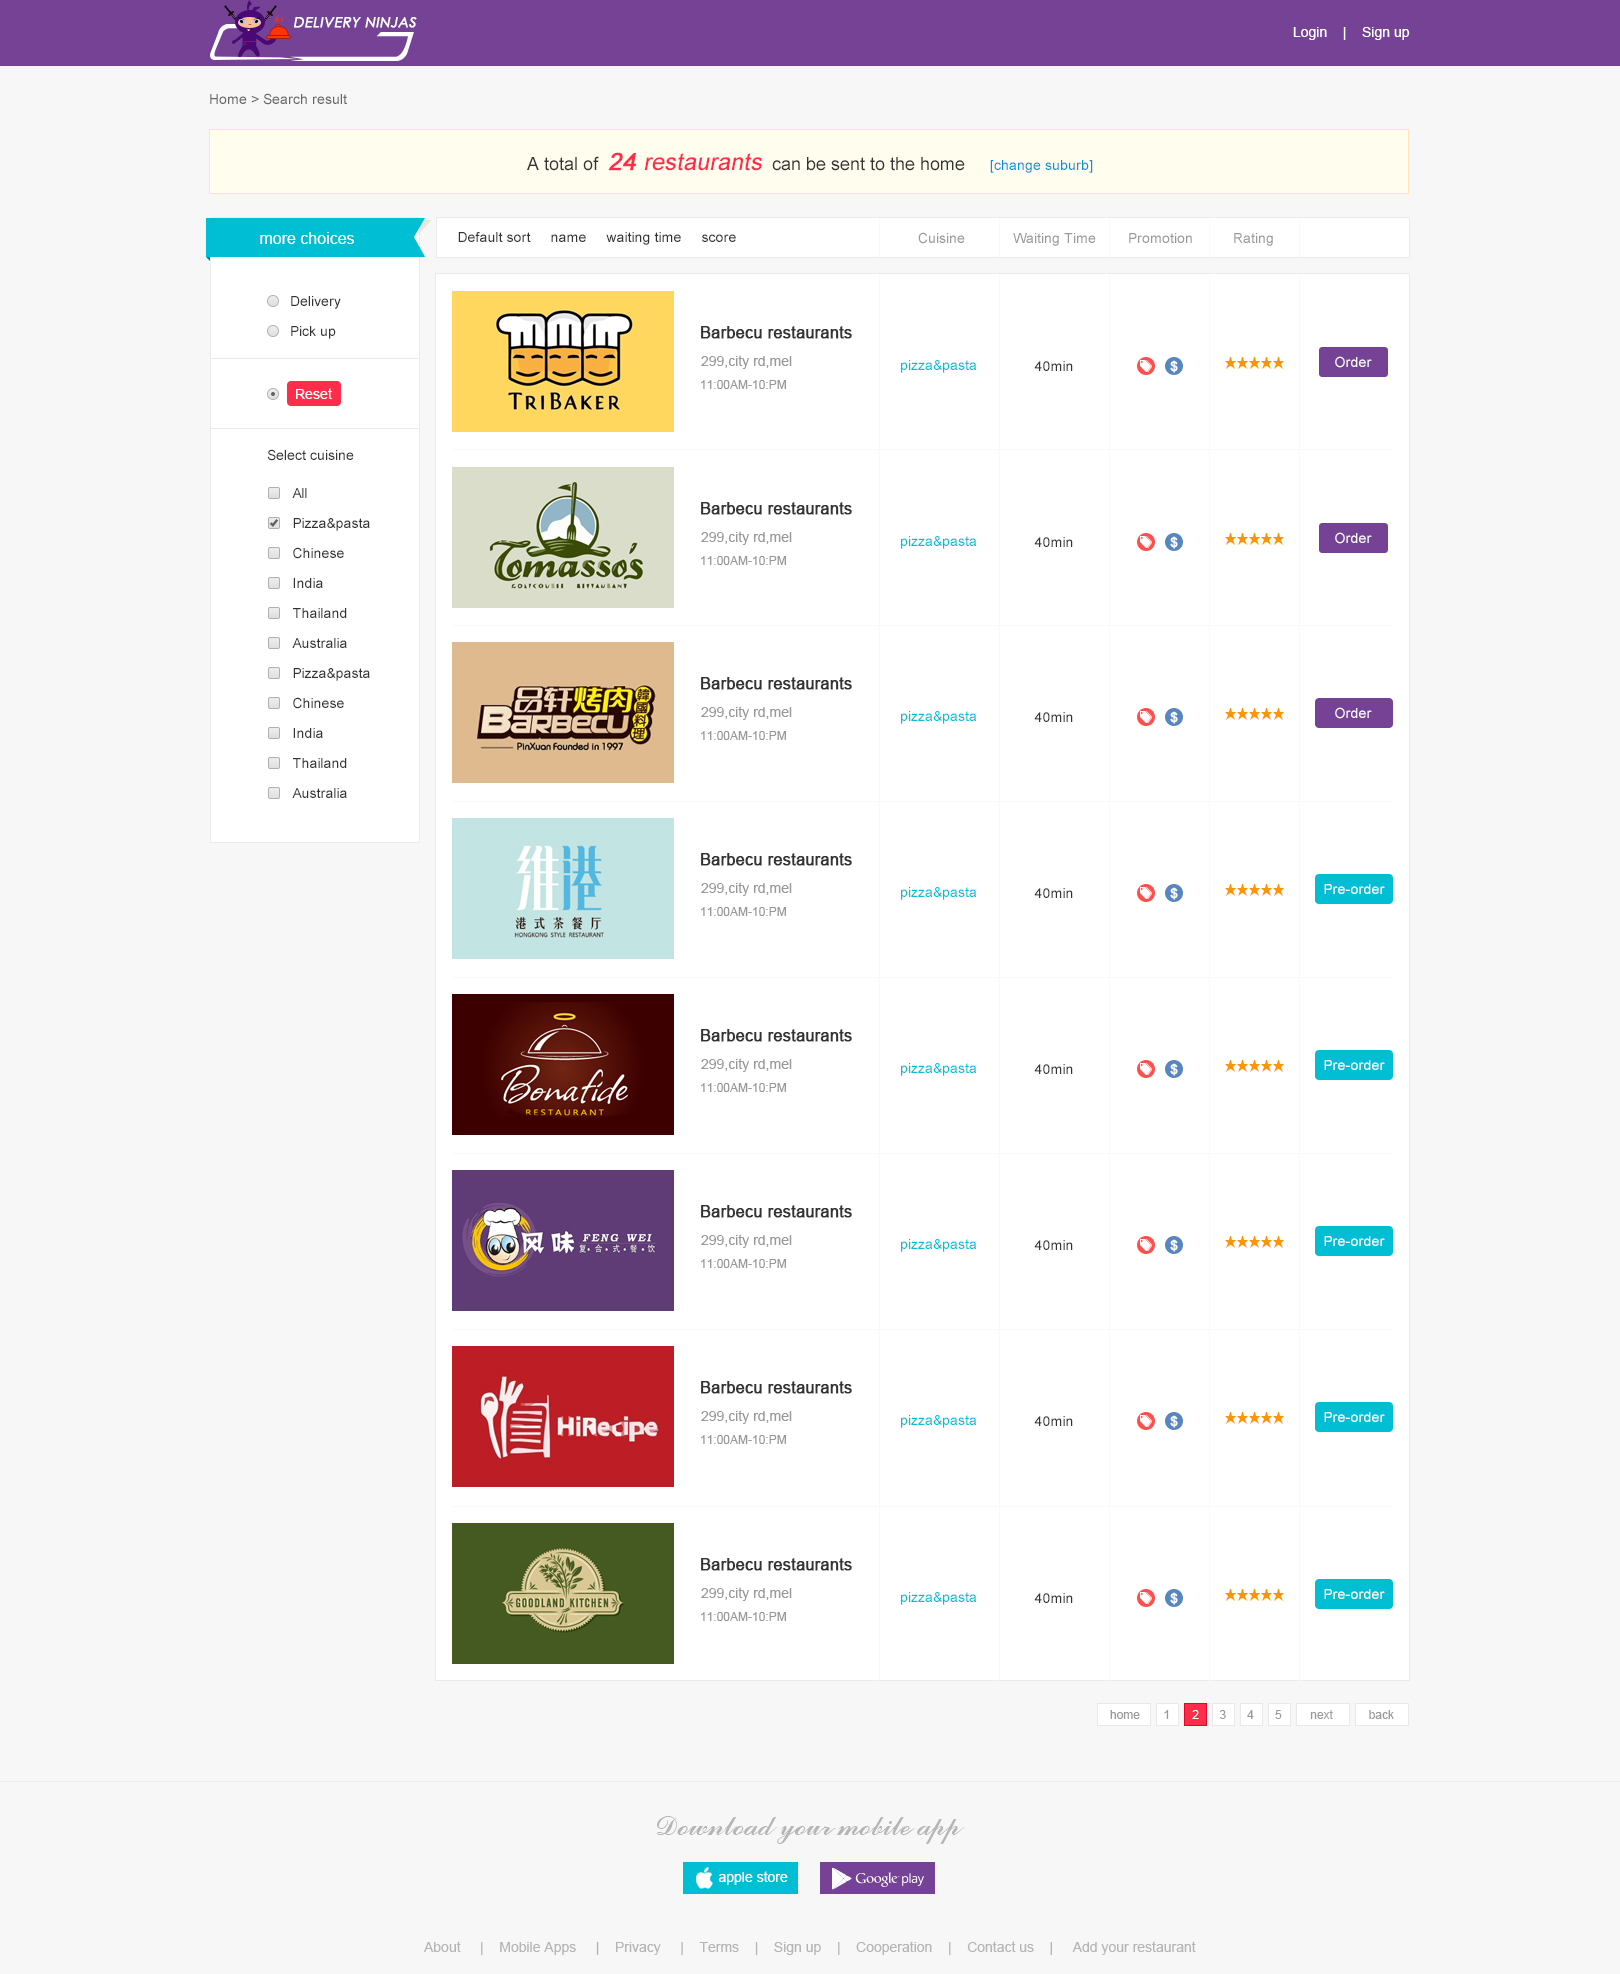 DELIVERY NINJAS
Login | Sign up
Home > Search result
A total of 24 restaurants can be sent to the home [change suburb]
more choices
Default sort name waiting time score Cuisine Waiting Time Promotion Rating
Delivery
Pick up
Reset
Select cuisine
All
Pizza&pasta
Chinese
India
Thailand
Australia
Pizza&pasta
Chinese
India
Thailand
Australia
TRIBAKER
Barbecu restaurants
299,city rd,mel
11:00AM-10:PM
pizza&pasta
40min
$
Order
Tomasso's
GOLFCOURSE RESTAURANT
Barbecu restaurants
299,city rd,mel
11:00AM-10:PM
pizza&pasta
40min
$
Order
品轩烤肉
韓國料理
BARBECU
PinXuan Founded in 1997
Barbecu restaurants
299,city rd,mel
11:00AM-10:PM
pizza&pasta
40min
$
Order
維港
港式茶餐厅
HONGKONG STYLE RESTAURANT
Barbecu restaurants
299,city rd,mel
11:00AM-10:PM
pizza&pasta
40min
$
Pre-order
Bonafide
RESTAURANT
Barbecu restaurants
299,city rd,mel
11:00AM-10:PM
pizza&pasta
40min
$
Pre-order
风味 FENG WEI
复·合·式·餐·饮
Barbecu restaurants
299,city rd,mel
11:00AM-10:PM
pizza&pasta
40min
$
Pre-order
HiRecipe
Barbecu restaurants
299,city rd,mel
11:00AM-10:PM
pizza&pasta
40min
$
Pre-order
GOODLAND KITCHEN
Barbecu restaurants
299,city rd,mel
11:00AM-10:PM
pizza&pasta
40min
$
Pre-order
home 1 2 3 4 5 next back
Download your mobile app
apple store Google play
About | Mobile Apps | Privacy | Terms | Sign up | Cooperation | Contact us | Add your restaurant